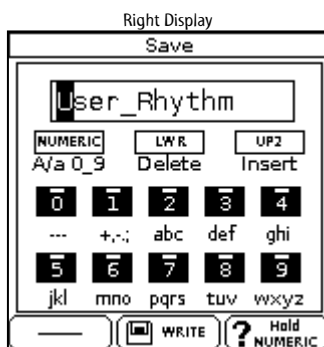 Right Display
Save
User_Rhythm
NUMERIC LWR UP2
A/a 0_9 Delete Insert
0 1 2 3 4
--- +,-.; abc def ghi
5 6 7 8 9
jkl mno pqrs tuv wxyz
WRITE ? Hold NUMERIC